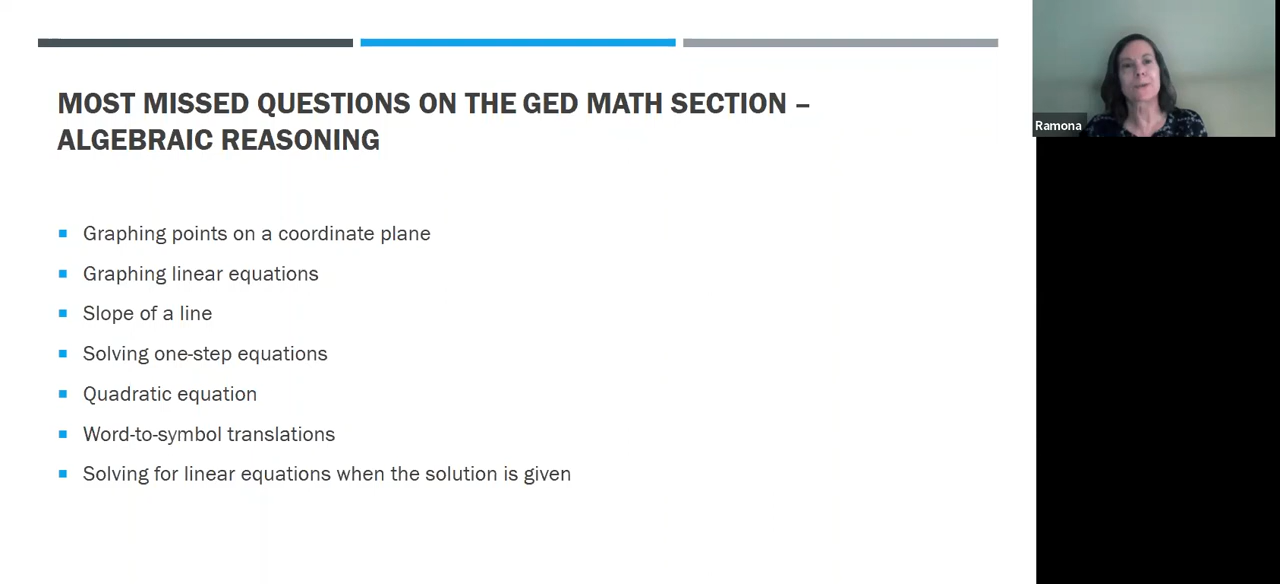 MOST MISSED QUESTIONS ON THE GED MATH SECTION –
ALGEBRAIC REASONING
Graphing points on a coordinate plane
Graphing linear equations
Slope of a line
Solving one-step equations
Quadratic equation
Word-to-symbol translations
Solving for linear equations when the solution is given
Ramona